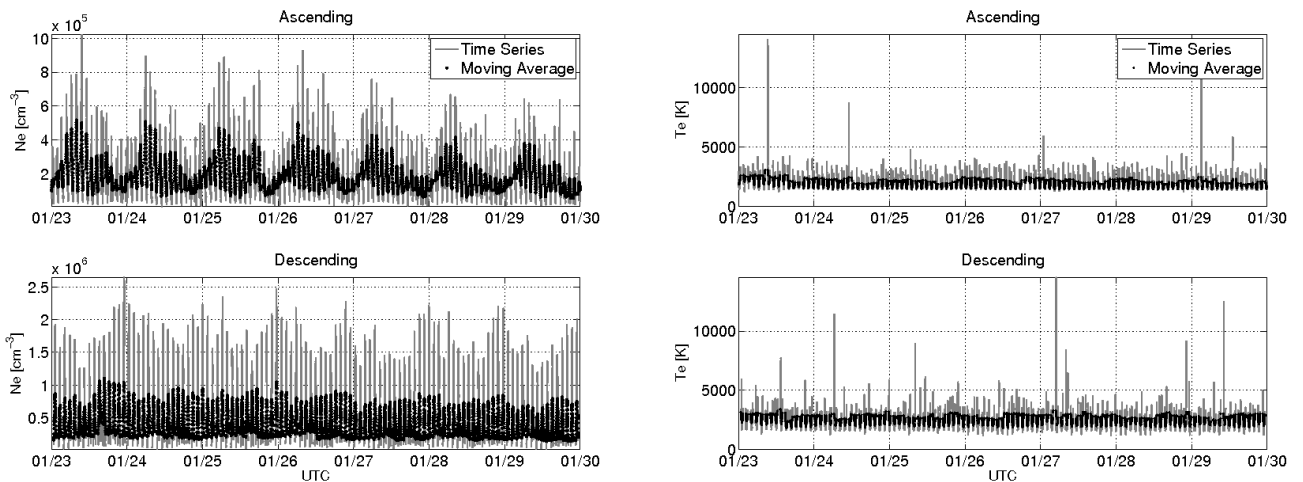 Ascending
x 10⁵
10
8
6
4
2
Ne [cm⁻³]
Time Series
Moving Average
01/23 01/24 01/25 01/26 01/27 01/28 01/29 01/30
Ascending
10000
5000
0
Te [K]
Time Series
Moving Average
01/23 01/24 01/25 01/26 01/27 01/28 01/29 01/30
Descending
x 10⁶
2.5
2
1.5
1
0.5
Ne [cm⁻³]
01/23 01/24 01/25 01/26 01/27 01/28 01/29 01/30
UTC
Descending
10000
5000
0
Te [K]
01/23 01/24 01/25 01/26 01/27 01/28 01/29 01/30
UTC